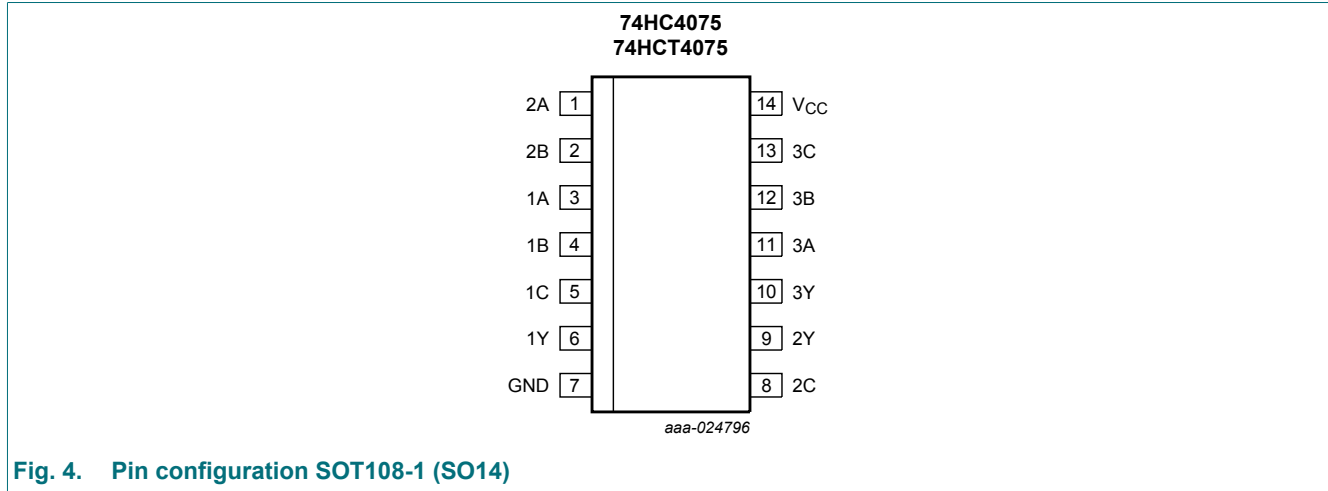 74HC4075
74HCT4075
2A 1
2B 2
1A 3
1B 4
1C 5
1Y 6
GND 7
14 VCC
13 3C
12 3B
11 3A
10 3Y
9 2Y
8 2C
aaa-024796
Fig. 4. Pin configuration SOT108-1 (SO14)